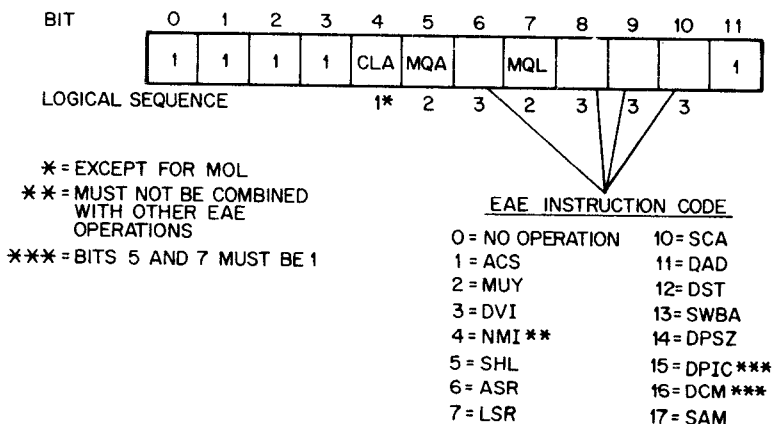 BIT 0 1 2 3 4 5 6 7 8 9 10 11
1 1 1 1 CLA MQA MQL 1
LOGICAL SEQUENCE 1* 2 3 2 3 3 3
* = EXCEPT FOR MOL
** = MUST NOT BE COMBINED
WITH OTHER EAE
OPERATIONS
*** = BITS 5 AND 7 MUST BE 1
EAE INSTRUCTION CODE
0 = NO OPERATION 10 = SCA
1 = ACS 11 = DAD
2 = MUY 12 = DST
3 = DVI 13 = SWBA
4 = NMI ** 14 = DPSZ
5 = SHL 15 = DPIC ***
6 = ASR 16 = DCM ***
7 = LSR 17 = SAM